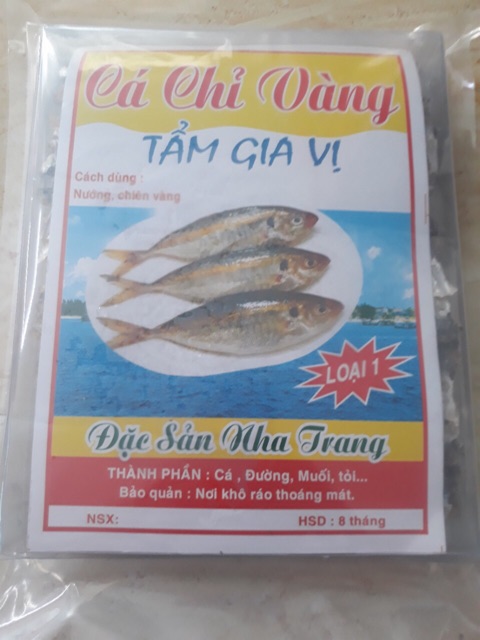 Cá Chỉ Vàng
TẨM GIA VỊ
Cách dùng :
Nướng, chiên vàng
LOẠI 1
Đặc Sản Nha Trang
THÀNH PHẦN : Cá , Đường, Muối, tỏi...
Bảo quản : Nơi khô ráo thoáng mát.
NSX: HSD : 8 tháng